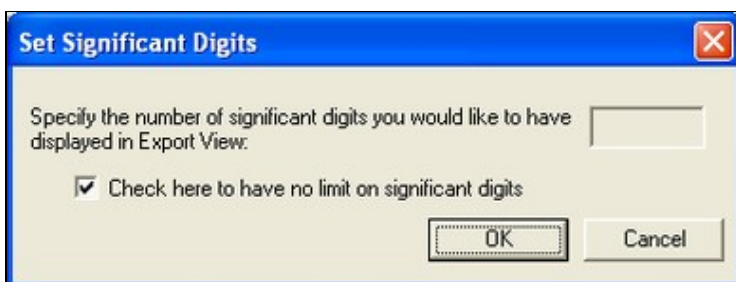 Set Significant Digits
Specify the number of significant digits you would like to have
displayed in Export View:
Check here to have no limit on significant digits
OK Cancel